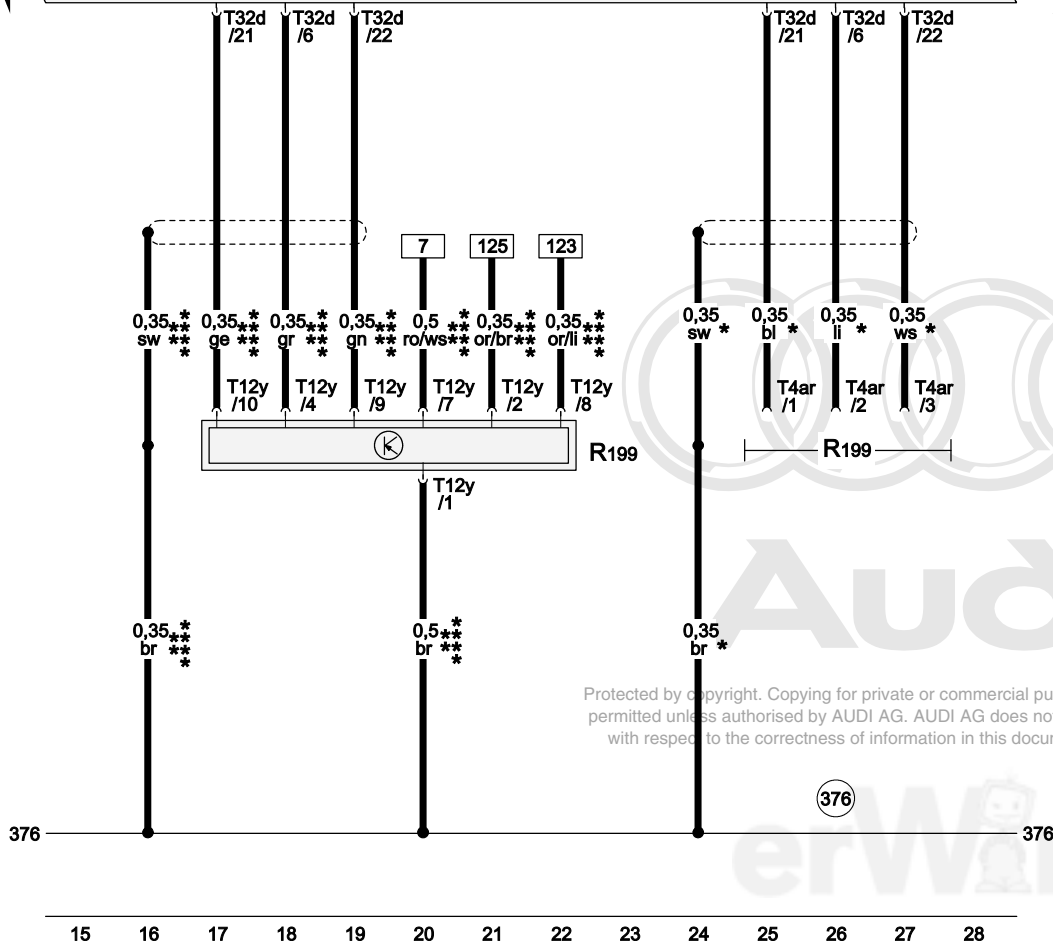 T32d T32d T32d T32d T32d T32d
/21 /6 /22 /21 /6 /22
7 125 123
0,35 0,35 0,35 0,35 0,5 0,35 0,35 0,35 0,35 0,35 0,35
sw ****** ge ****** gr ****** gn ****** ro/ws ****** or/br ****** or/li ****** sw * bl * li * ws *
T12y T12y T12y T12y T12y T12y T4ar T4ar T4ar
/10 /4 /9 /7 /2 /8 /1 /2 /3
R199 R199
T12y
/1
Audi
0,35 0,5 0,35
br ****** br ****** br *
Protected by copyright. Copying for private or commercial pu
permitted unless authorised by AUDI AG. AUDI AG does no
with respect to the correctness of information in this docu
376
376 376
erWi
15 16 17 18 19 20 21 22 23 24 25 26 27 28